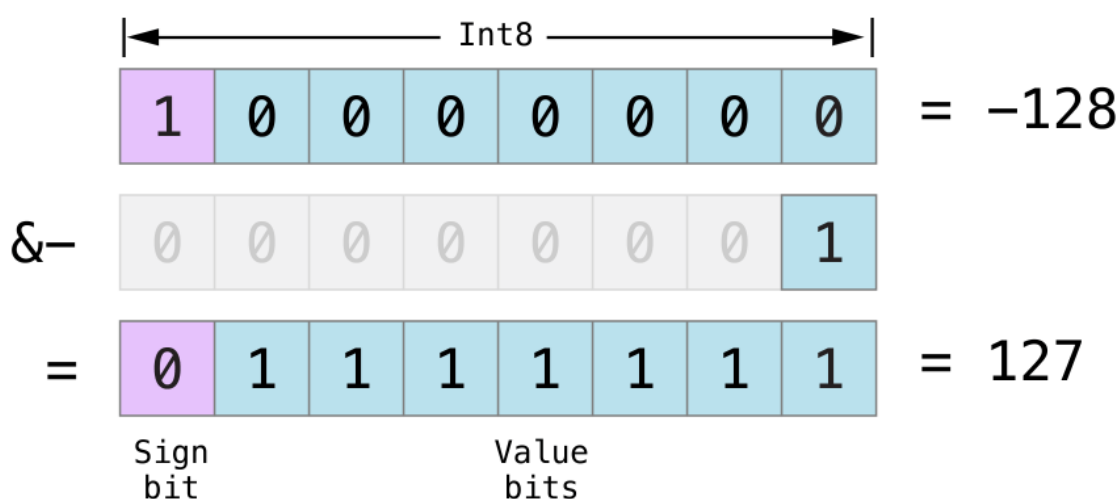 Int8
1 0 0 0 0 0 0 0 = −128
&− 0 0 0 0 0 0 0 1
= 0 1 1 1 1 1 1 1 = 127
Sign bit
Value bits